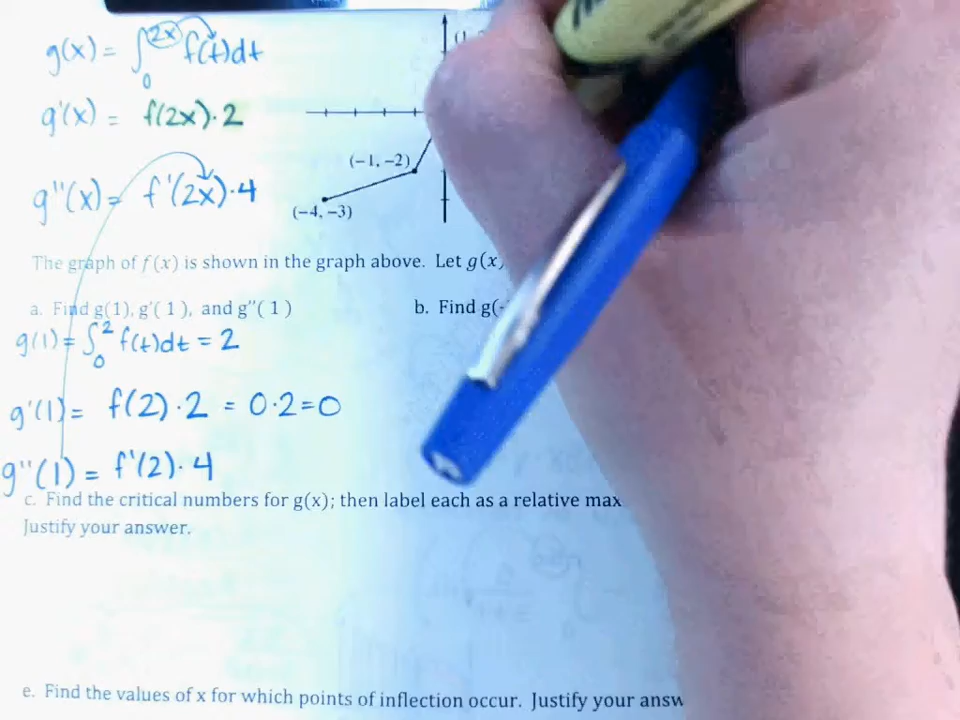 g(x) = ∫₀²ˣ f(t)dt
g'(x) = f(2x)·2
g''(x) = f'(2x)·4
(−1, −2)
(−4, −3)
The graph of f(x) is shown in the graph above. Let g(x)
a. Find g(1), g'( 1 ), and g''( 1 )
b. Find g(-
g(1) = ∫₀² f(t)dt = 2
g'(1) = f(2)·2 = 0·2=0
g''(1) = f'(2)·4
c. Find the critical numbers for g(x); then label each as a relative max
Justify your answer.
e. Find the values of x for which points of inflection occur. Justify your answ